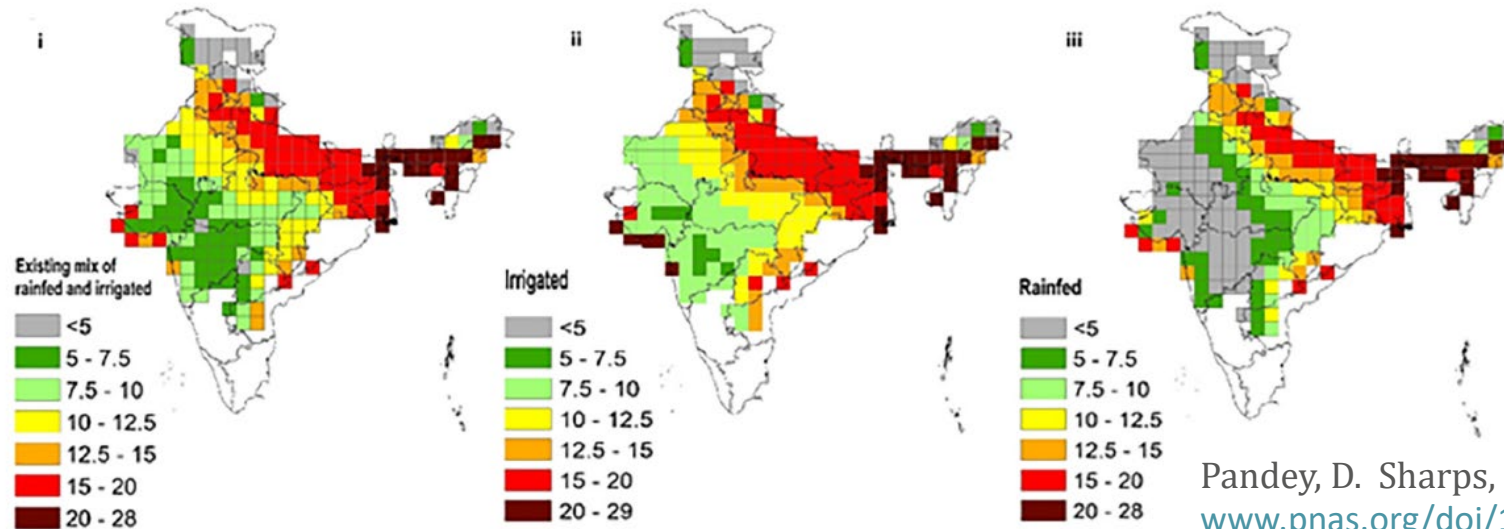 i
Existing mix of
rainfed and irrigated
<5
5 - 7.5
7.5 - 10
10 - 12.5
12.5 - 15
15 - 20
20 - 28
ii
Irrigated
<5
5 - 7.5
7.5 - 10
10 - 12.5
12.5 - 15
15 - 20
20 - 29
iii
Rainfed
<5
5 - 7.5
7.5 - 10
10 - 12.5
12.5 - 15
15 - 20
20 - 28
Pandey, D. Sharps,
www.pnas.org/doi/